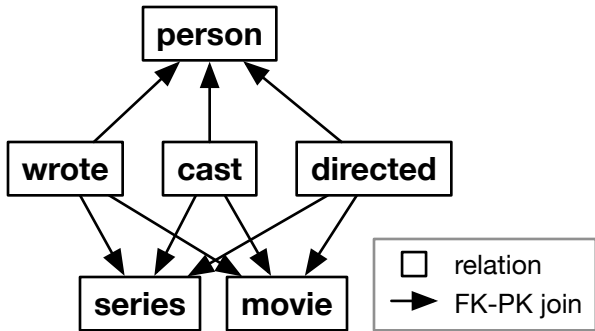 person
wrote
cast
directed
series
movie
relation
FK-PK join